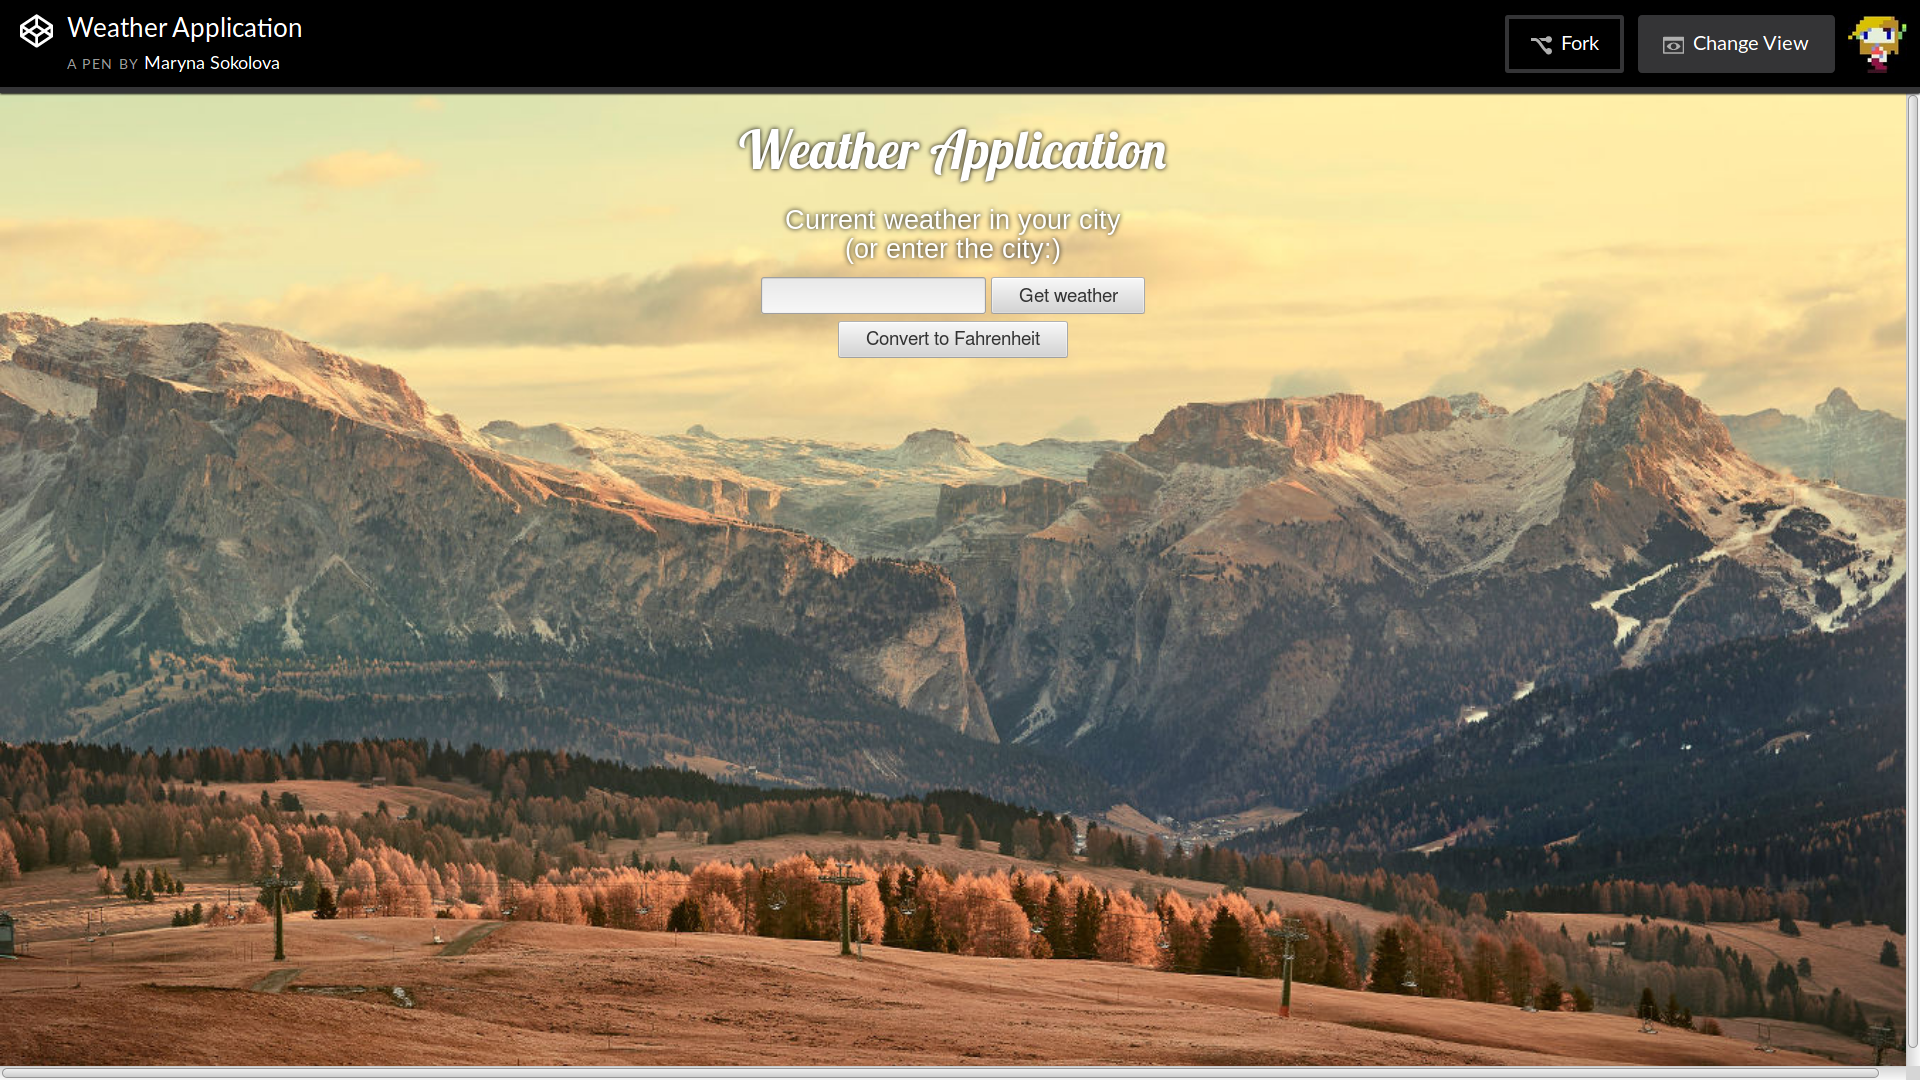 Weather Application
A PEN BY Maryna Sokolova
Fork
Change View
Weather Application
Current weather in your city
(or enter the city:)
Get weather
Convert to Fahrenheit